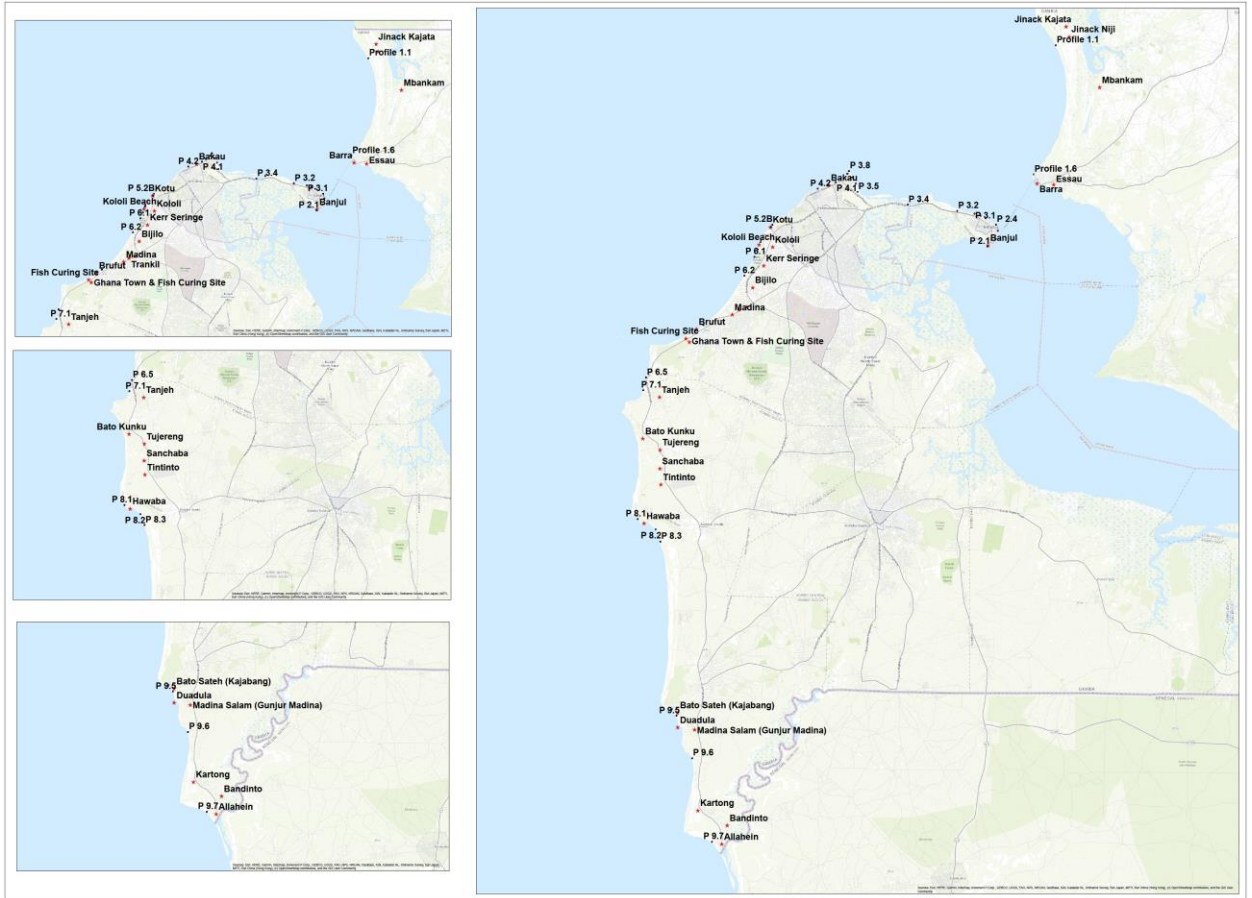 Jinack Kajata
Profile 1.1
Mbankam
Profile 1.6
Barra
Essau
P 4.2
Bakau
P 4.1
P 3.4
P 3.2
P 3.1
P 2.1
Banjul
P 5.2B
Kotu
Kololi Beach
Kololi
P 6.1
Kerr Seringe
P 6.2
Bijilo
Madina
Brufut
Trankil
Fish Curing Site
Ghana Town & Fish Curing Site
P 7.1
Tanjeh
P 6.5
P 7.1
Tanjeh
Bato Kunku
Tujereng
Sanchaba
Tintinto
P 8.1
Hawaba
P 8.2
P 8.3
Bato Sateh (Kajabang)
P 9.5
Duadula
Madina Salam (Gunjur Madina)
P 9.6
Kartong
Bandinto
P 9.7
Allahein
Jinack Kajata
Jinack Niji
Profile 1.1
Mbankam
P 3.8
Profile 1.6
Bakau
Essau
P 4.2
P 4.1
P 3.5
Barra
P 3.4
P 3.2
P 3.1
P 2.4
P 5.2B
Kotu
Banjul
P 2.1
Kololi Beach
Kololi
P 6.1
Kerr Seringe
P 6.2
Bijilo
Madina
Brufut
Fish Curing Site
Ghana Town & Fish Curing Site
P 6.5
P 7.1
Tanjeh
Bato Kunku
Tujereng
Sanchaba
Tintinto
P 8.1
Hawaba
P 8.2
P 8.3
Bato Sateh (Kajabang)
P 9.5
Duadula
Madina Salam (Gunjur Madina)
P 9.6
Kartong
Bandinto
P 9.7
Allahein